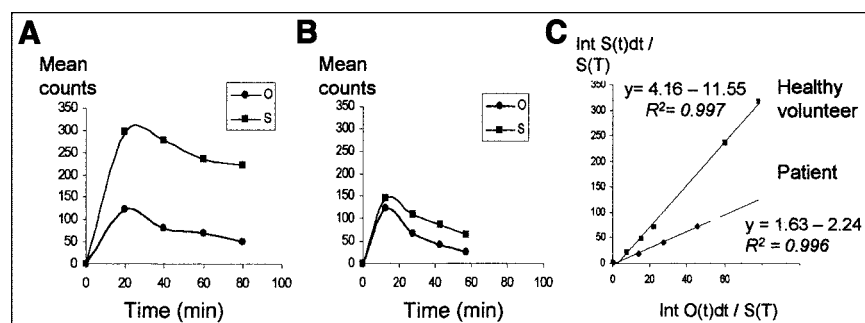 A
Mean
counts
350
300
250
200
150
100
50
0
O
S
0 20 40 60 80 100
Time (min)
B
Mean
counts
350
300
250
200
150
100
50
0
O
S
0 20 40 60 80 100
Time (min)
C
Int S(t)dt /
S(T)
350
300
250
200
150
100
50
0
y= 4.16 – 11.55
R²= 0.997
Healthy
volunteer
Patient
y = 1.63 – 2.24
R² = 0.996
0 20 40 60
Int O(t)dt / S(T)